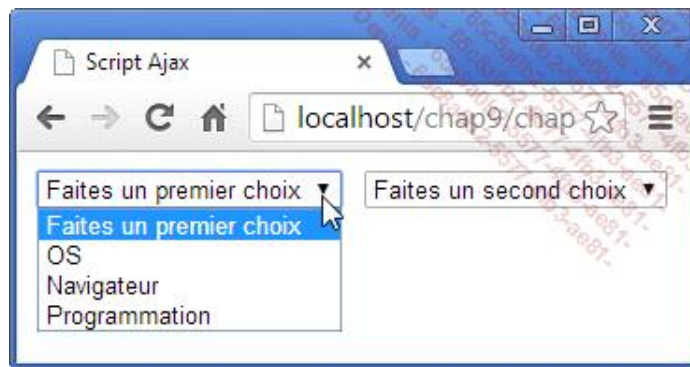 Script Ajax
localhost/chap9/chap
Faites un premier choix
Faites un second choix
Faites un premier choix
OS
Navigateur
Programmation